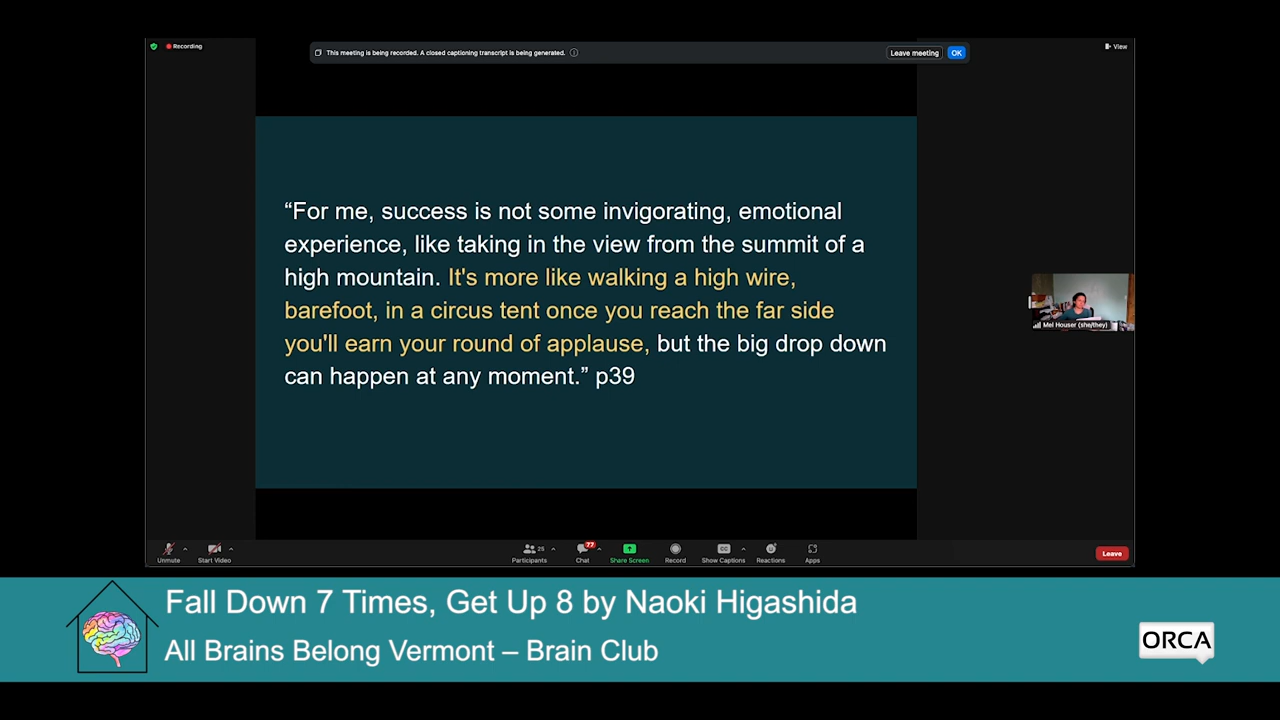 Recording
This meeting is being recorded. A closed captioning transcript is being generated.
Leave meeting
OK
View
“For me, success is not some invigorating, emotional
experience, like taking in the view from the summit of a
high mountain. It's more like walking a high wire,
barefoot, in a circus tent once you reach the far side
you'll earn your round of applause, but the big drop down
can happen at any moment.” p39
Mel Houser (she/they)
Unmute
Start Video
25
Participants
77
Chat
Share Screen
Record
CC
Show Captions
Reactions
Apps
Leave
Fall Down 7 Times, Get Up 8 by Naoki Higashida
All Brains Belong Vermont – Brain Club
ORCA